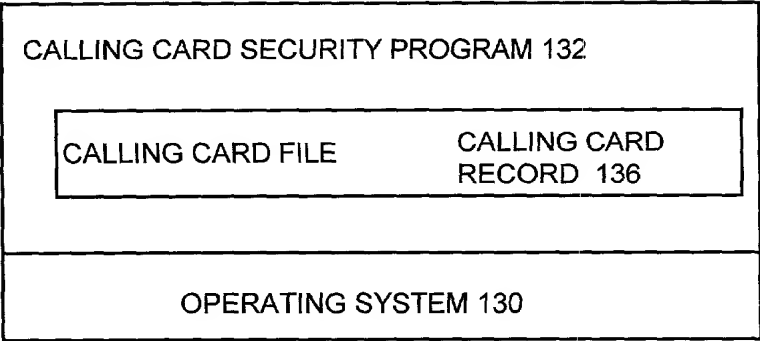 CALLING CARD SECURITY PROGRAM 132
CALLING CARD FILE
CALLING CARD
RECORD 136
OPERATING SYSTEM 130